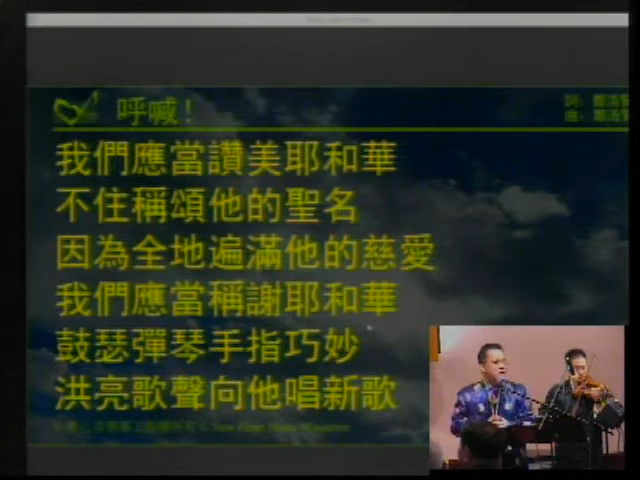 呼喊!
詞:
曲:
我們應當讚美耶和華
不住稱頌他的聖名
因為全地遍滿他的慈愛
我們應當稱謝耶和華
鼓瑟彈琴手指巧妙
洪亮歌聲向他唱新歌